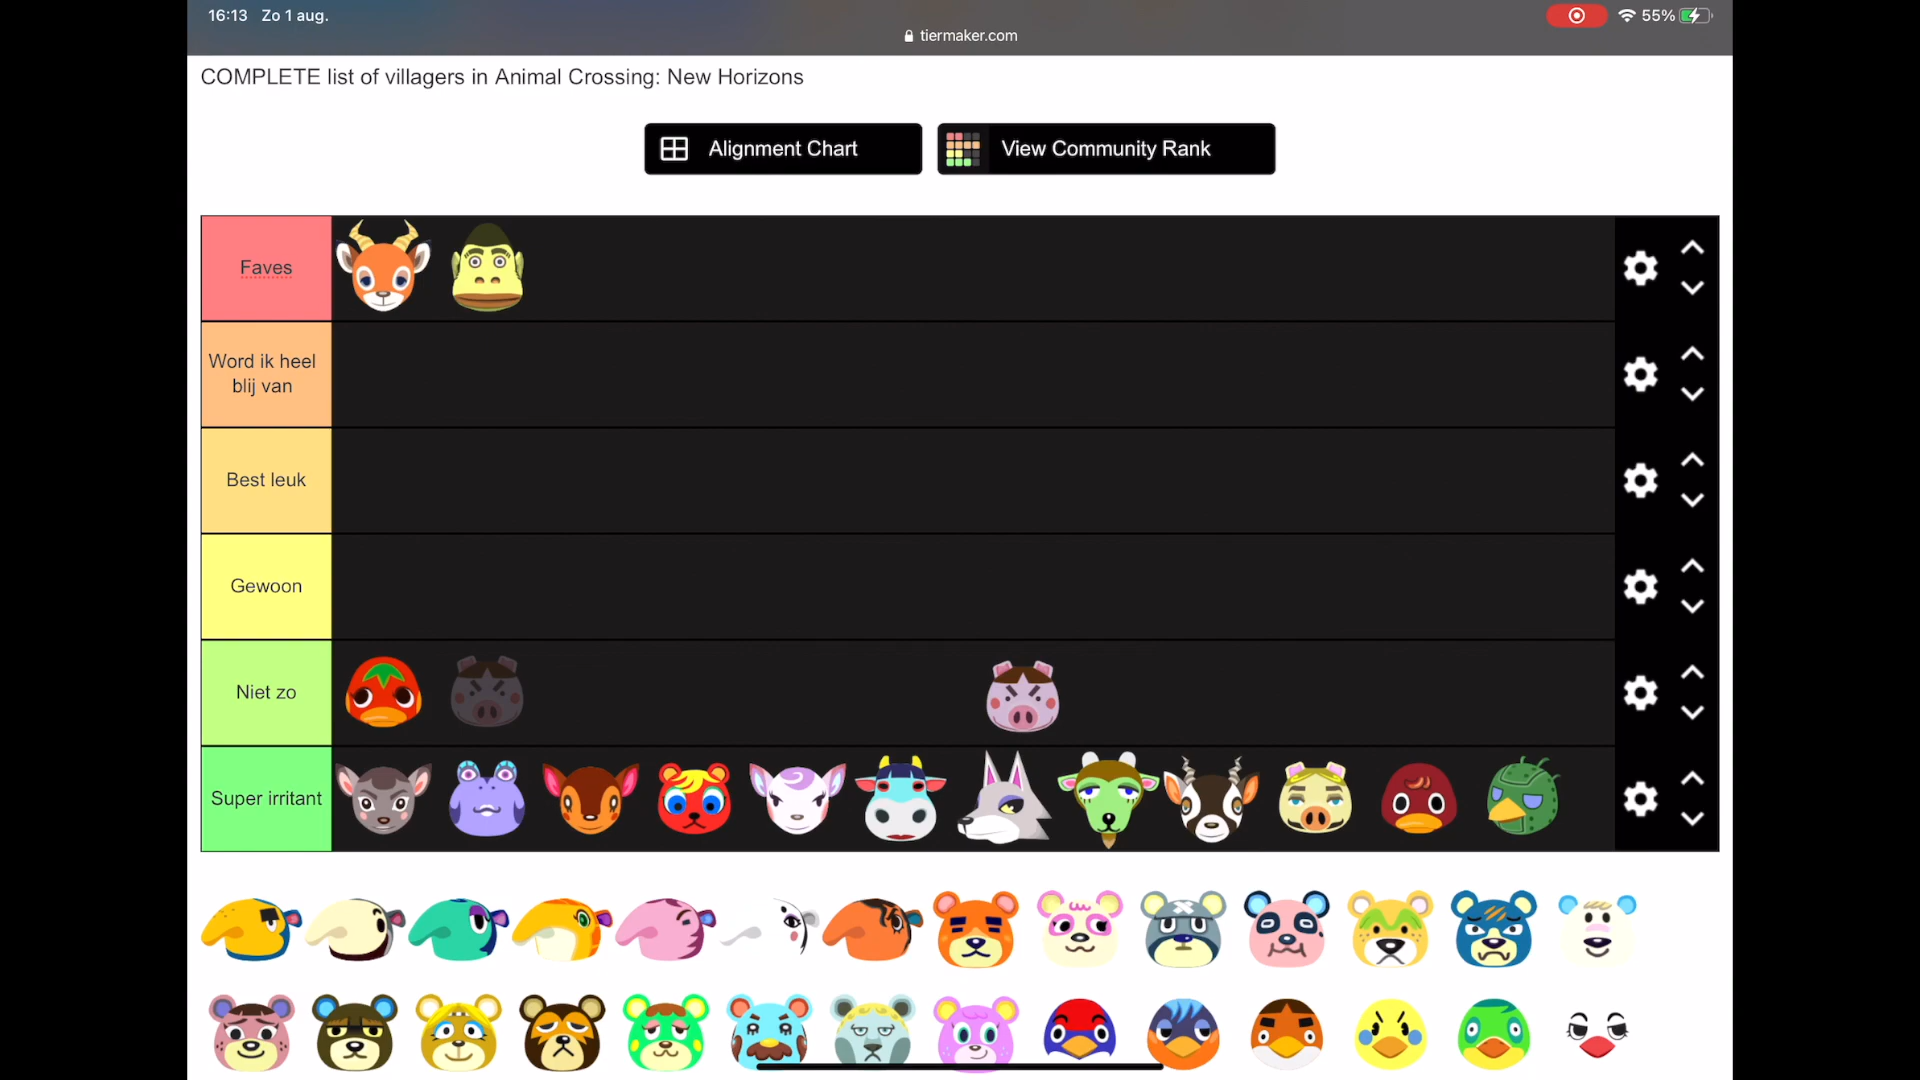 16:13 Zo 1 aug.
55%
tiermaker.com
COMPLETE list of villagers in Animal Crossing: New Horizons
Alignment Chart
View Community Rank
Faves
Word ik heel
blij van
Best leuk
Gewoon
Niet zo
Super irritant